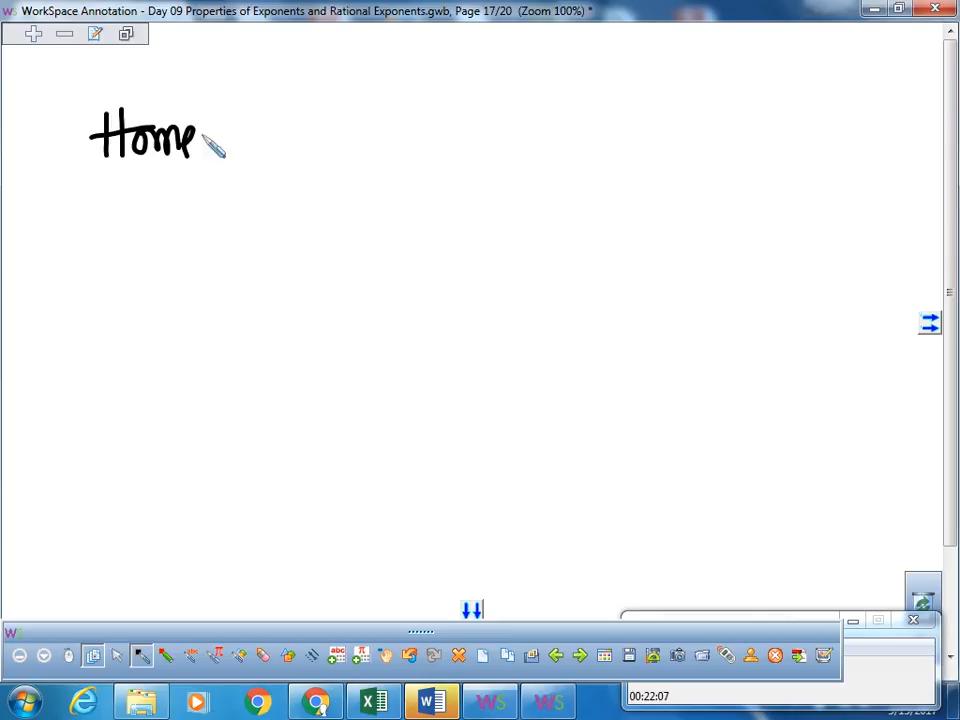 WorkSpace Annotation - Day 09 Properties of Exponents and Rational Exponents.gwb, Page 17/20 (Zoom 100%) *
Home
WS
00:22:07